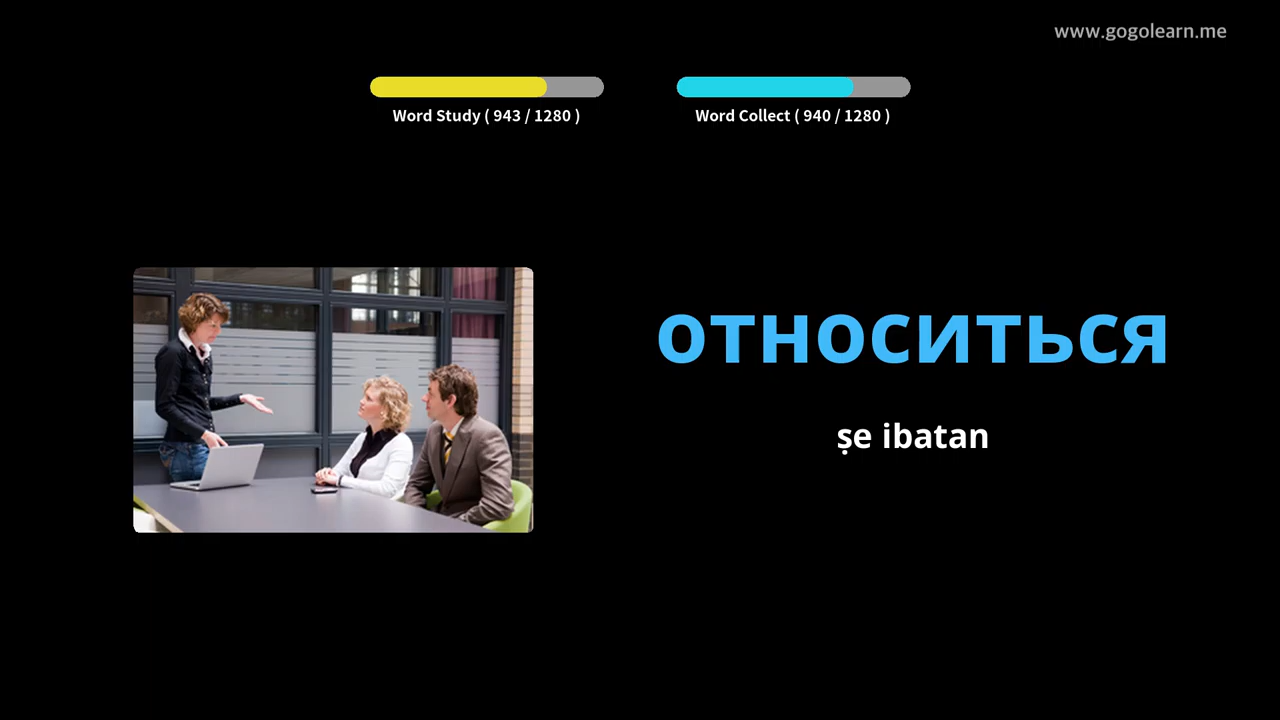 www.gogolearn.me
Word Study ( 943 / 1280 )
Word Collect ( 940 / 1280 )
относиться
ṣe ibatan